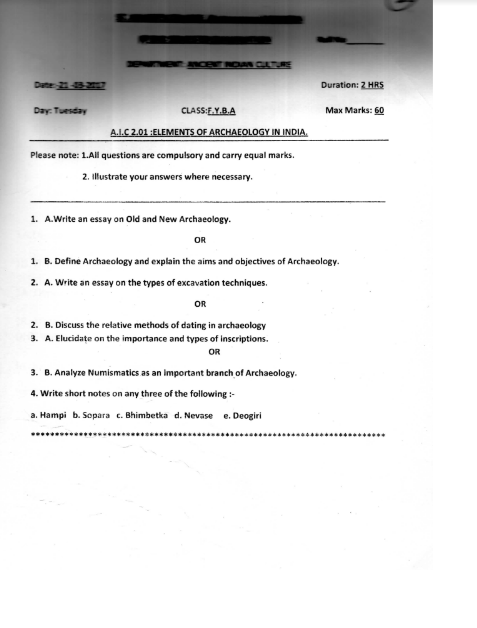 DEPARTMENT: ANCIENT INDIAN CULTURE
Date: 21 -03-2017 Duration: 2 HRS
Day: Tuesday CLASS:F.Y.B.A Max Marks: 60
A.I.C 2.01 :ELEMENTS OF ARCHAEOLOGY IN INDIA.
Please note: 1.All questions are compulsory and carry equal marks.
2. Illustrate your answers where necessary.
1. A.Write an essay on Old and New Archaeology.
OR
1. B. Define Archaeology and explain the aims and objectives of Archaeology.
2. A. Write an essay on the types of excavation techniques.
OR
2. B. Discuss the relative methods of dating in archaeology
3. A. Elucidate on the importance and types of inscriptions.
OR
3. B. Analyze Numismatics as an important branch of Archaeology.
4. Write short notes on any three of the following :-
a. Hampi b. Sopara c. Bhimbetka d. Nevase e. Deogiri
******************************************************************************